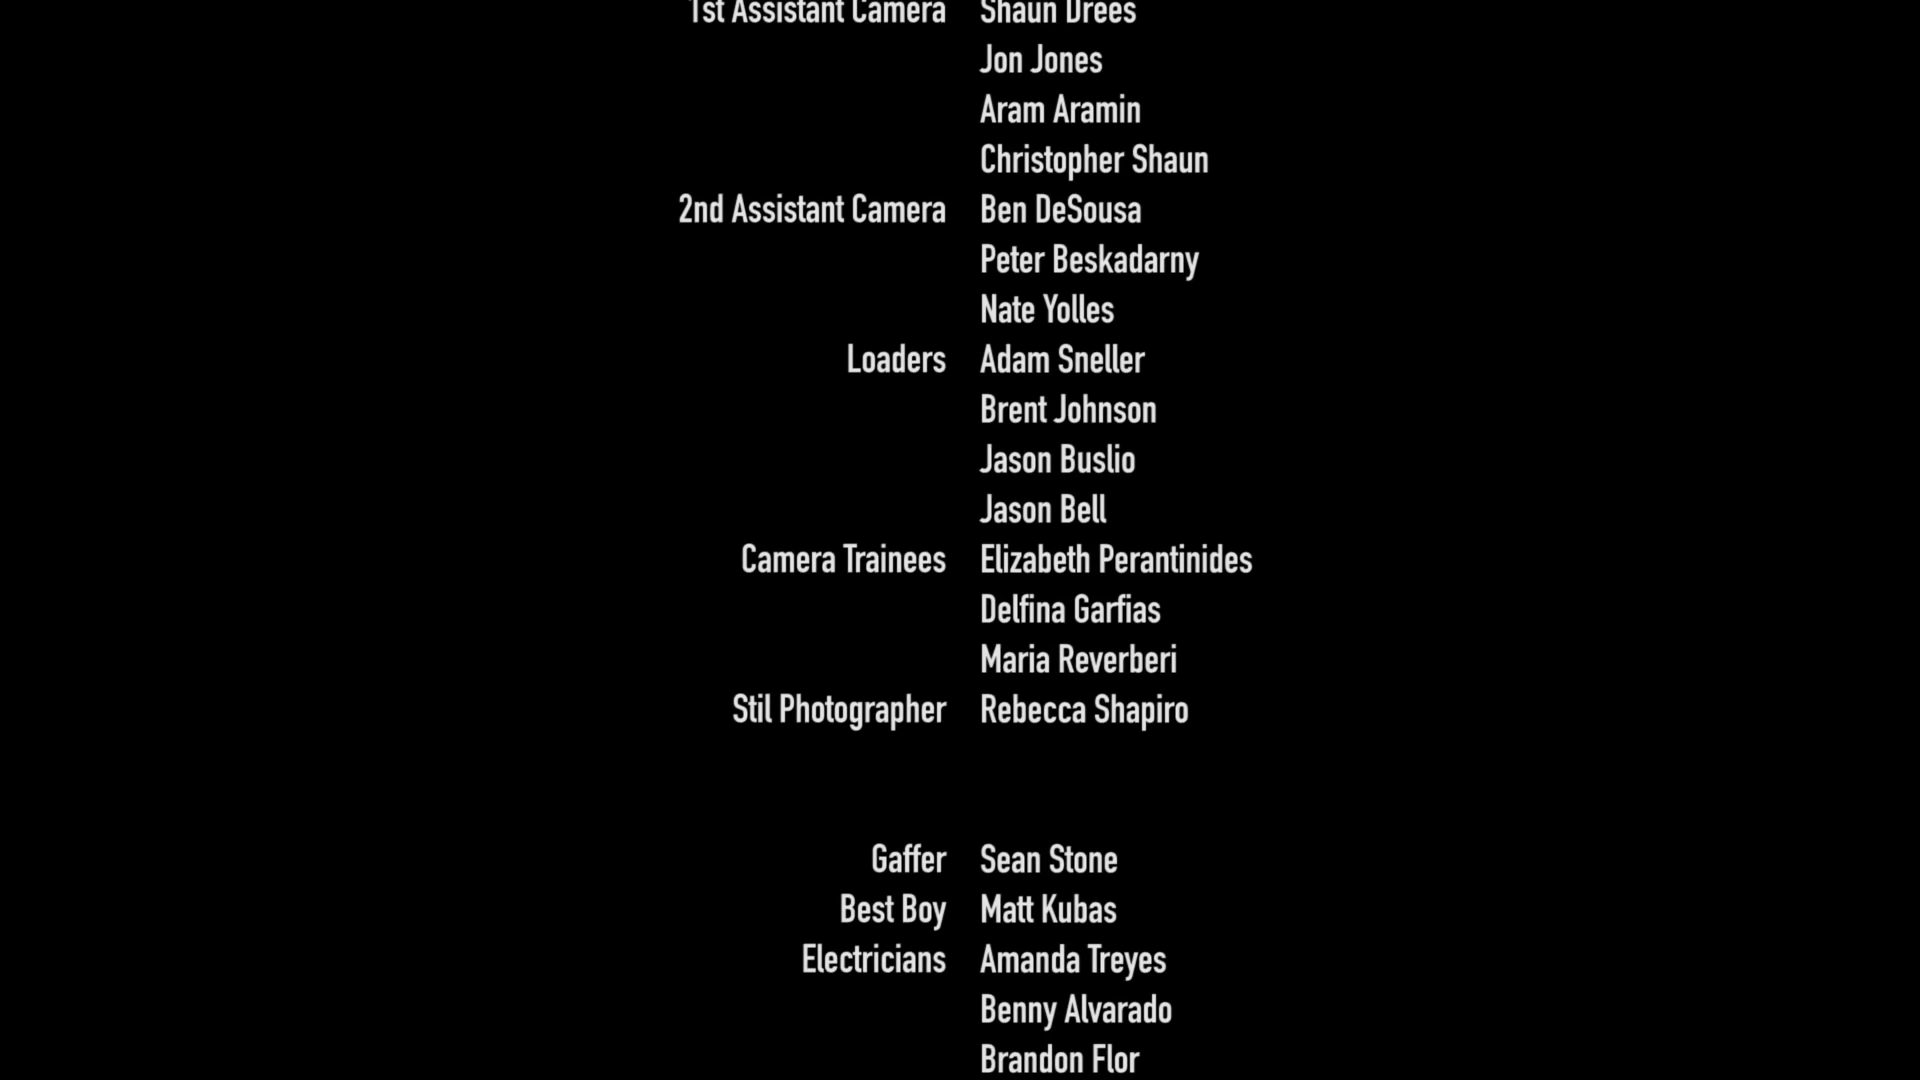 1st Assistant Camera Shaun Drees
Jon Jones
Aram Aramin
Christopher Shaun
2nd Assistant Camera Ben DeSousa
Peter Beskadarny
Nate Yolles
Loaders Adam Sneller
Brent Johnson
Jason Buslio
Jason Bell
Camera Trainees Elizabeth Perantinides
Delfina Garfias
Maria Reverberi
Stil Photographer Rebecca Shapiro
Gaffer Sean Stone
Best Boy Matt Kubas
Electricians Amanda Treyes
Benny Alvarado
Brandon Flor